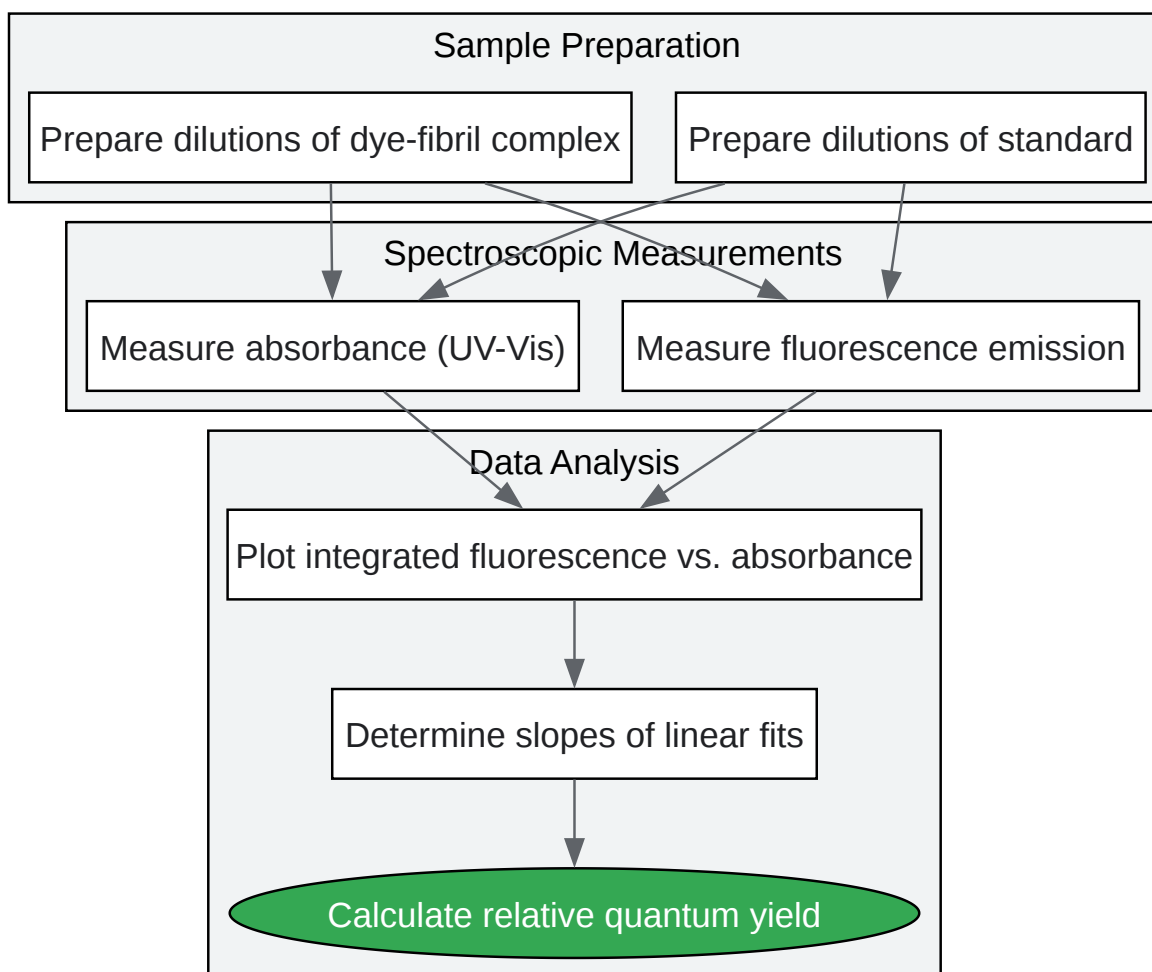 Sample Preparation
Prepare dilutions of dye-fibril complex
Prepare dilutions of standard
Spectroscopic Measurements
Measure absorbance (UV-Vis)
Measure fluorescence emission
Data Analysis
Plot integrated fluorescence vs. absorbance
Determine slopes of linear fits
Calculate relative quantum yield